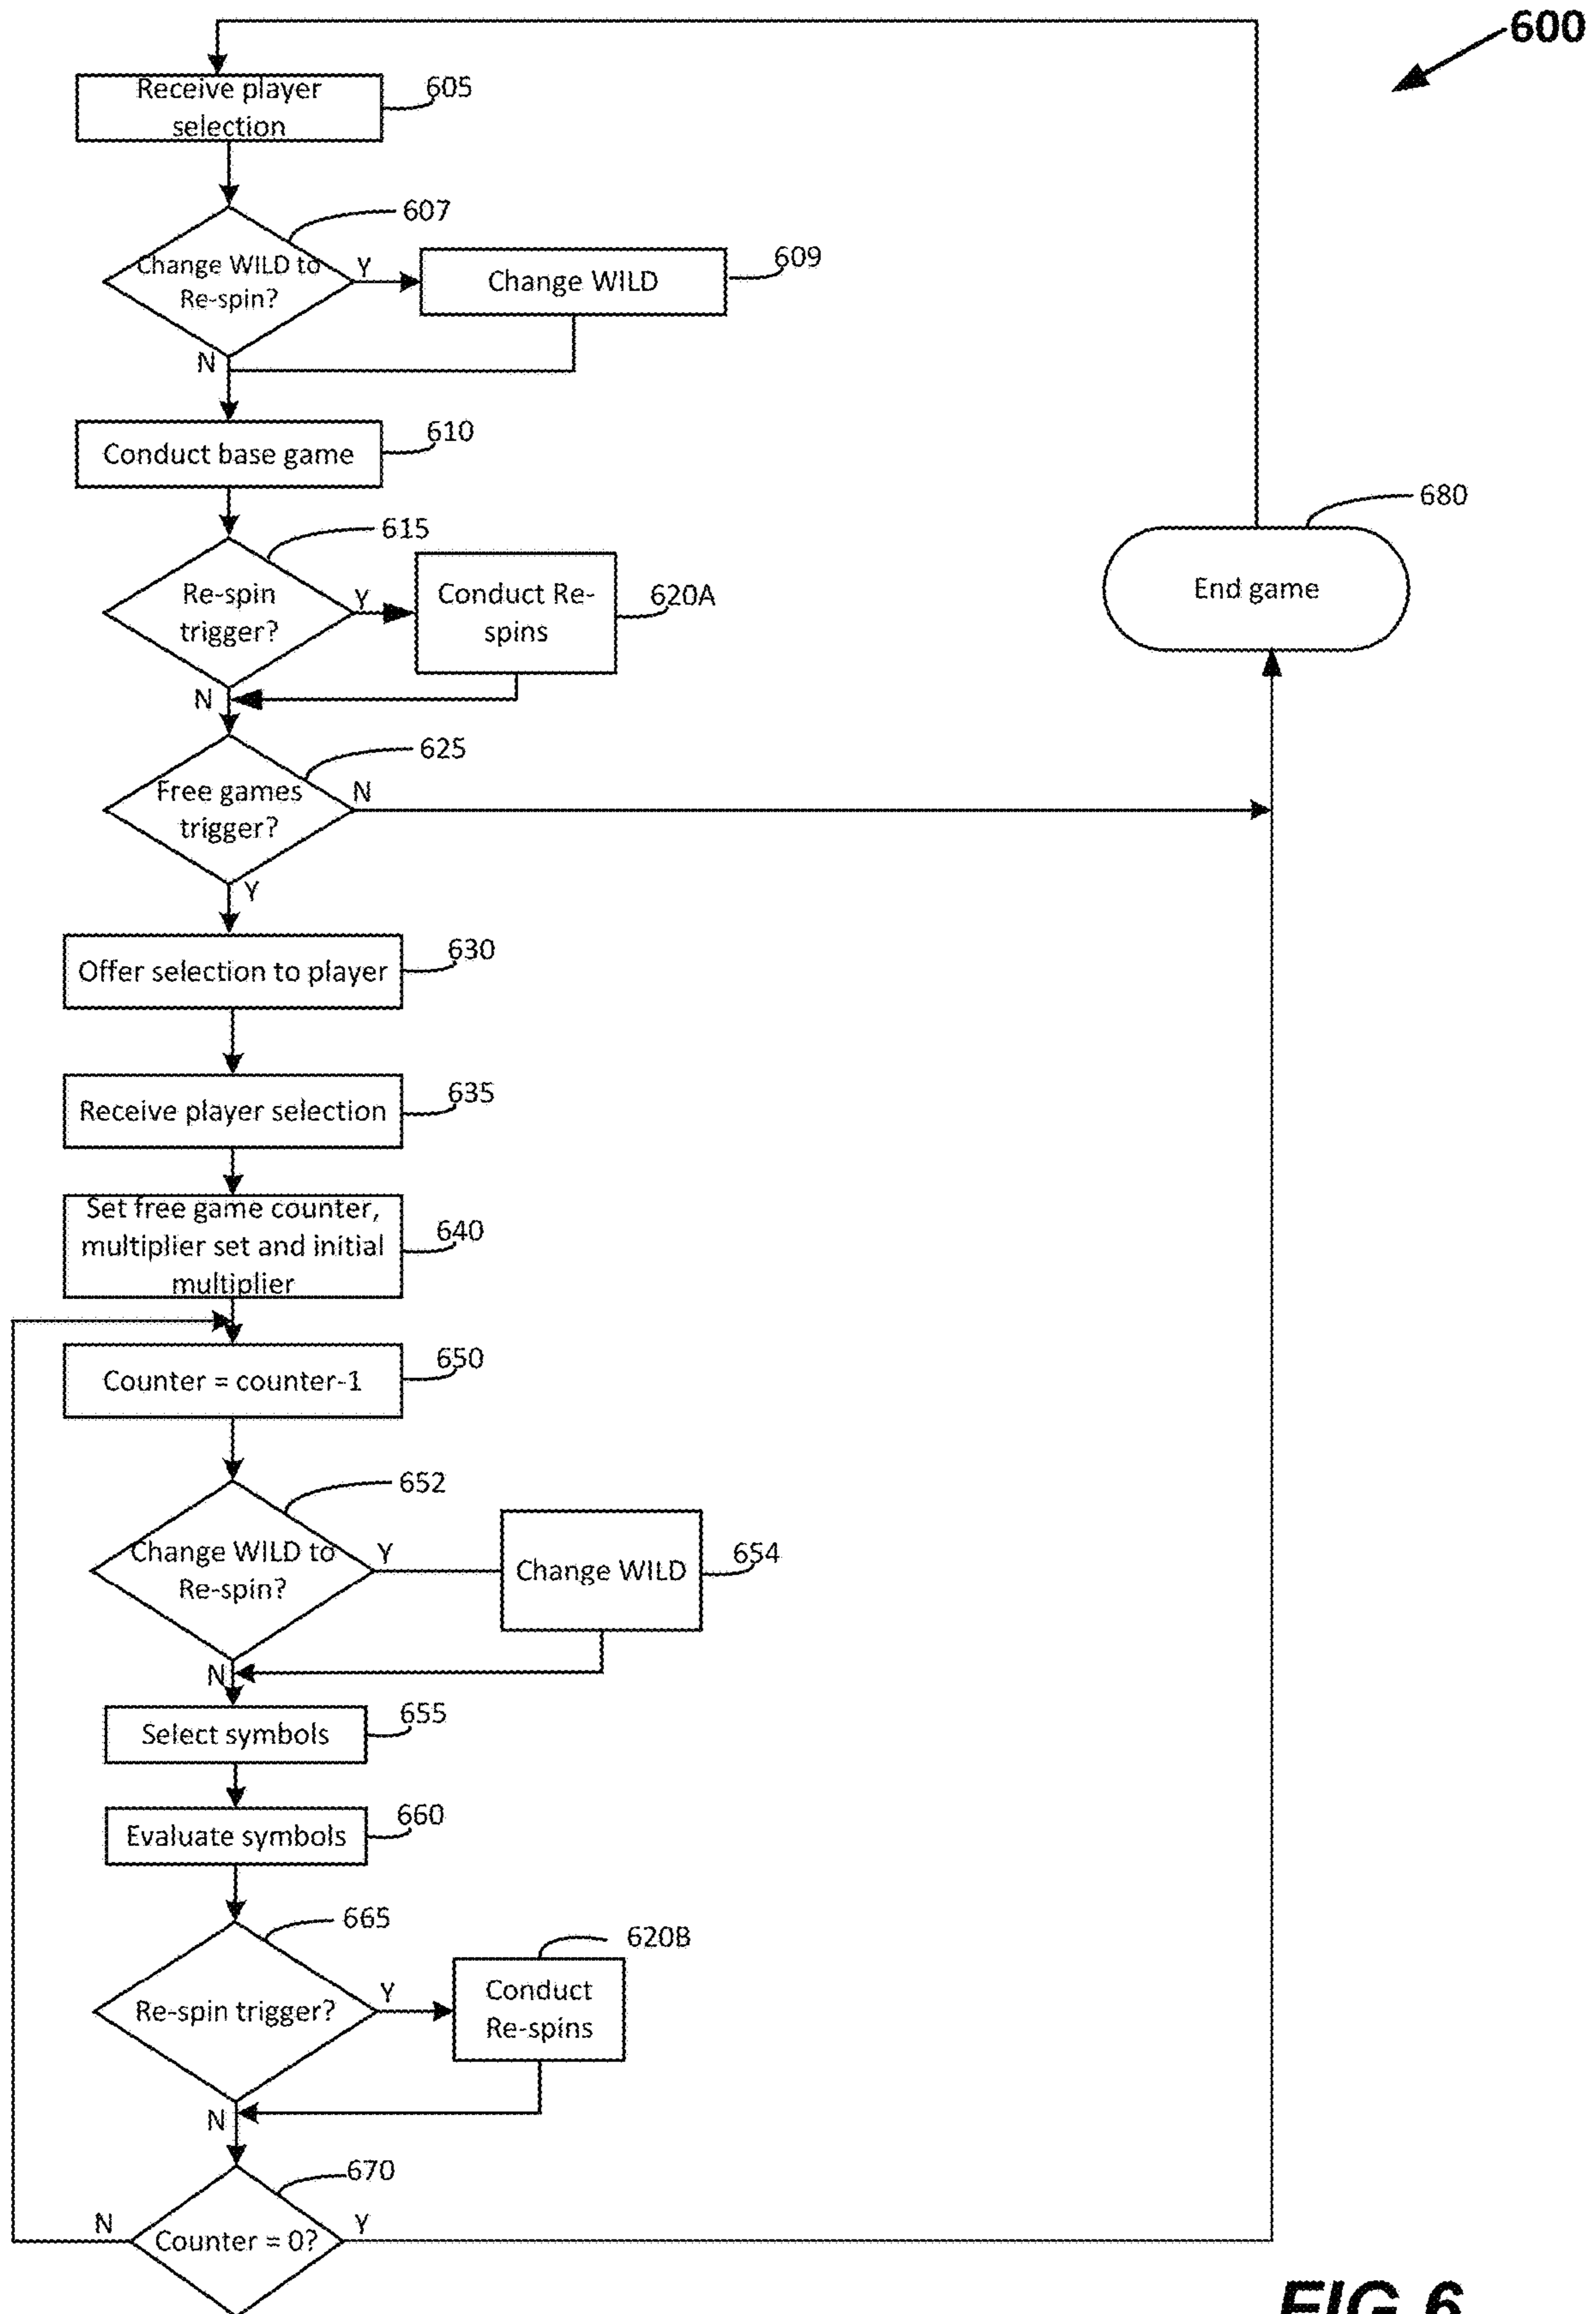 600
Receive player
selection
605
607
Change WILD to
Re-spin?
Y
N
Change WILD
609
Conduct base game
610
615
Re-spin
trigger?
Y
N
Conduct Re-
spins
620A
680
End game
625
Free games
trigger?
N
Y
Offer selection to player
630
Receive player selection
635
Set free game counter,
multiplier set and initial
multiplier
640
Counter = counter-1
650
652
Change WILD to
Re-spin?
Y
N
Change WILD
654
Select symbols
655
Evaluate symbols
660
665
Re-spin trigger?
Y
N
620B
Conduct
Re-spins
670
Counter = 0?
N
Y
FIG 6